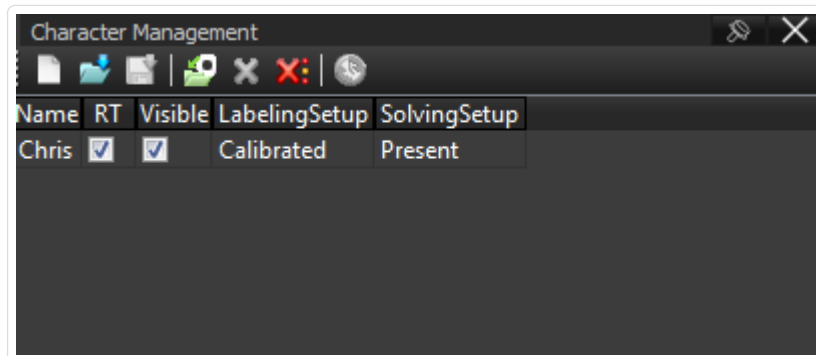 Character Management
Name RT Visible LabelingSetup SolvingSetup
Chris Calibrated Present